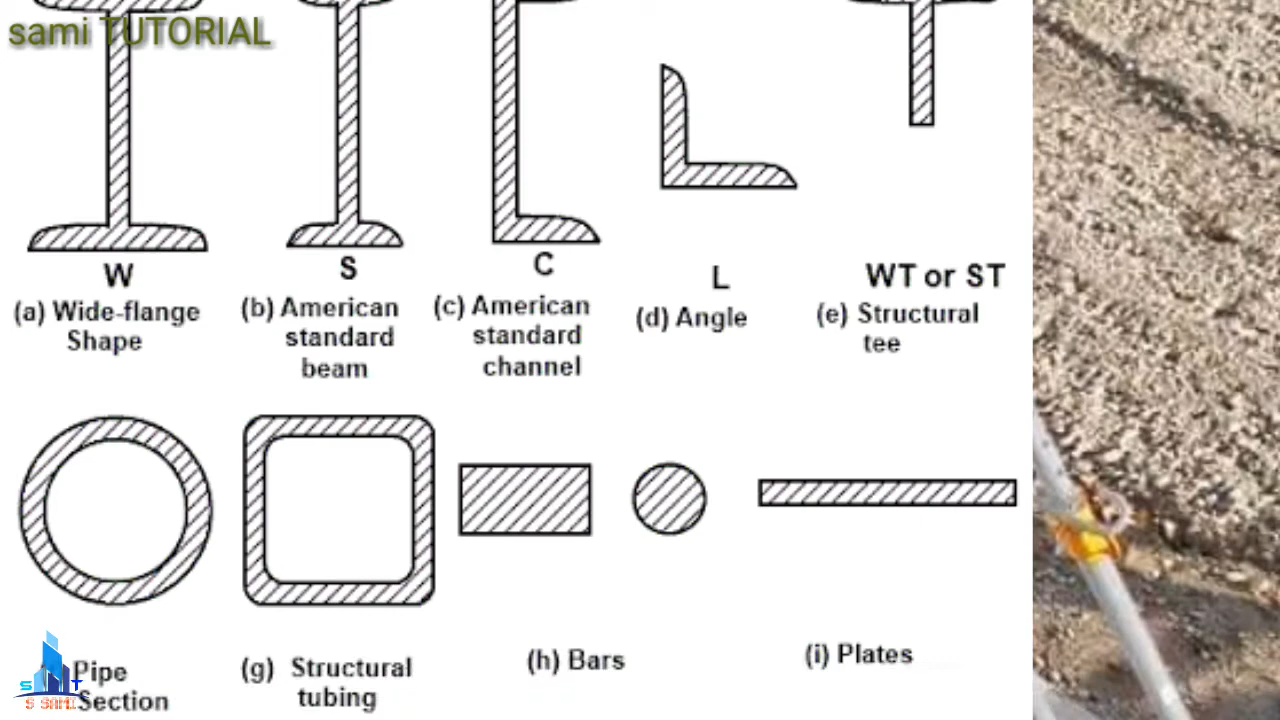 sami TUTORIAL
W
S
C
L
WT or ST
(a) Wide-flange
Shape
(b) American
standard
beam
(c) American
standard
channel
(d) Angle
(e) Structural
tee
Pipe
Section
(g) Structural
tubing
(h) Bars
(i) Plates
S T
S SAMI